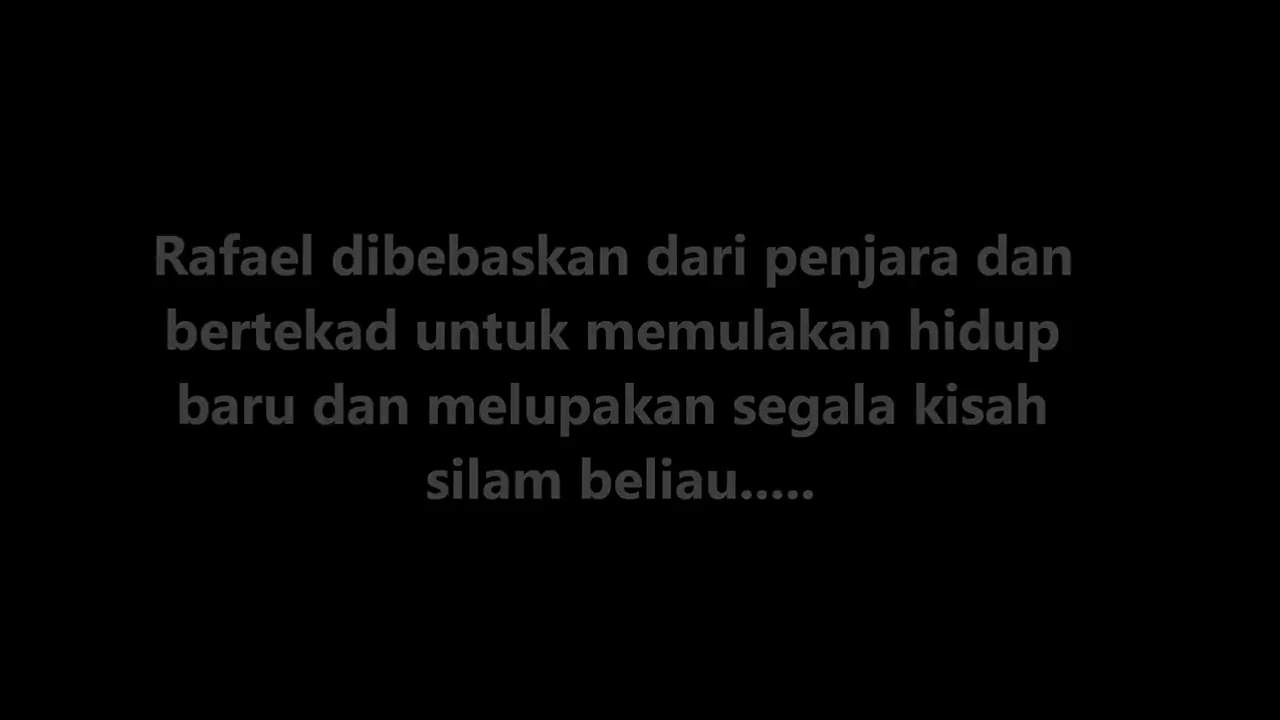 Rafael dibebaskan dari penjara dan
bertekad untuk memulakan hidup
baru dan melupakan segala kisah
silam beliau.....